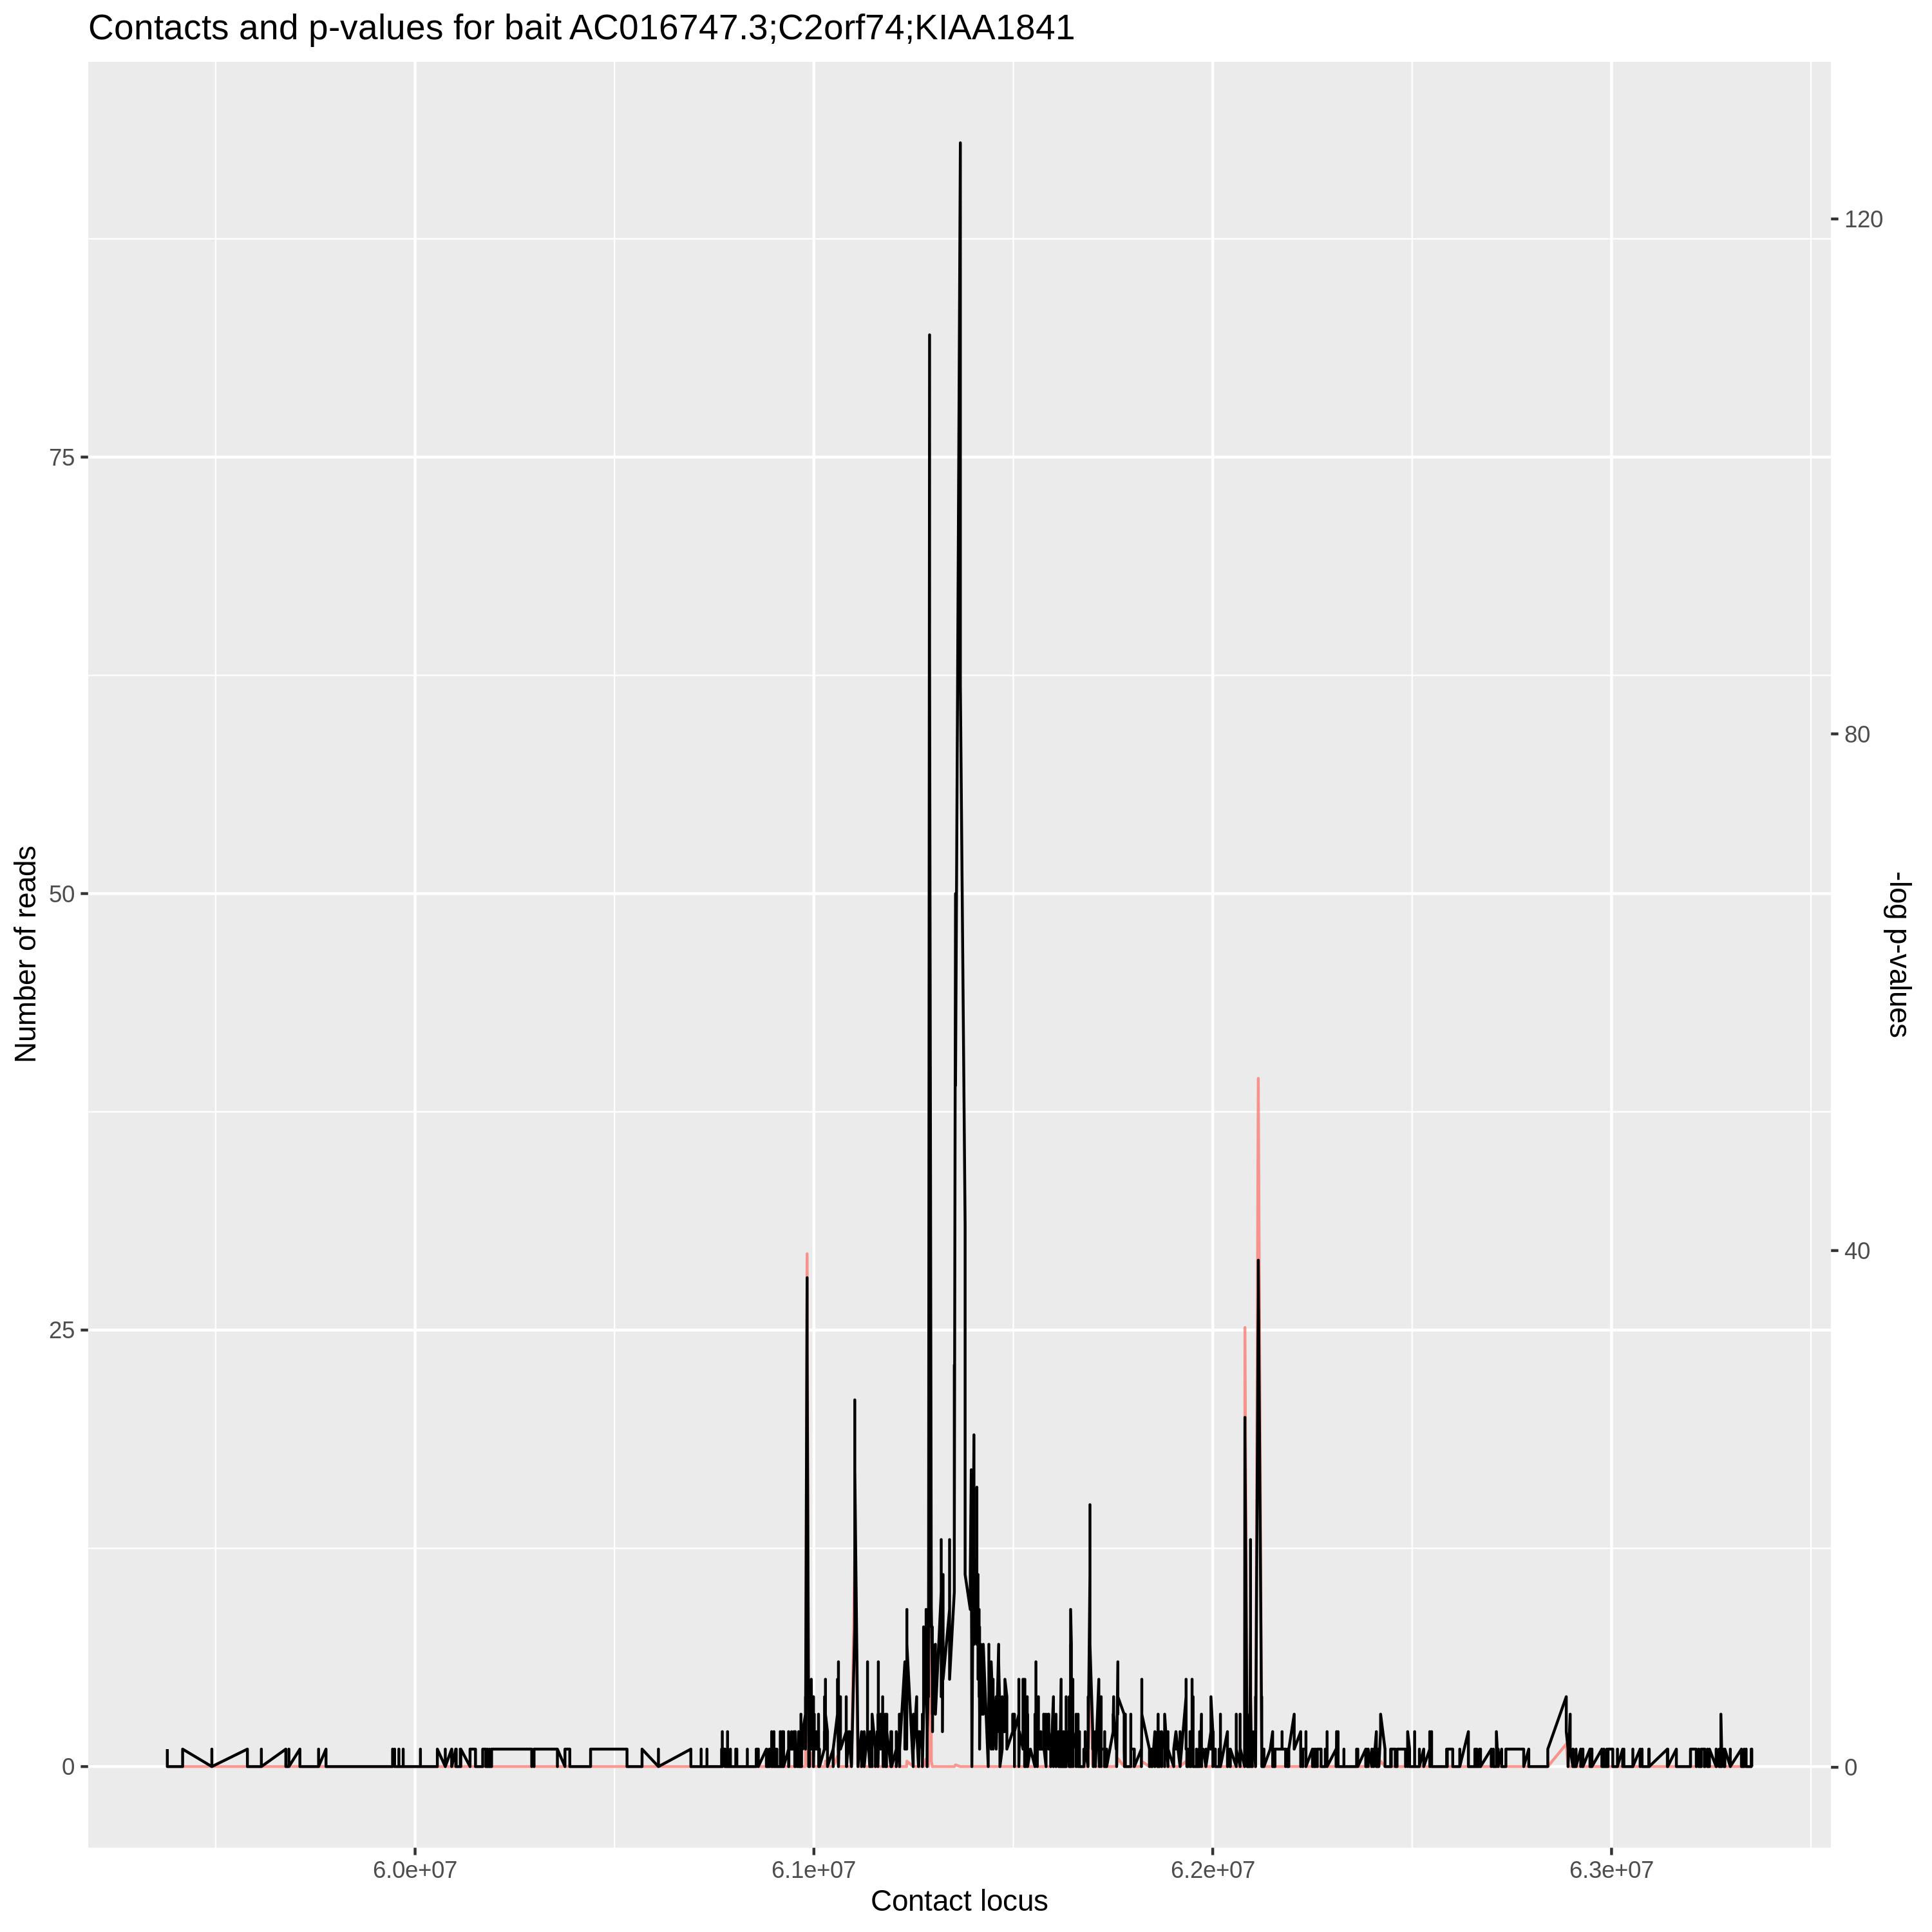 Contacts and p-values for bait AC016747.3;C2orf74;KIAA1841
120
75
80
Number of reads
50
-log p-values
25
40
0
0
6.0e+07
6.1e+07
6.2e+07
6.3e+07
Contact locus